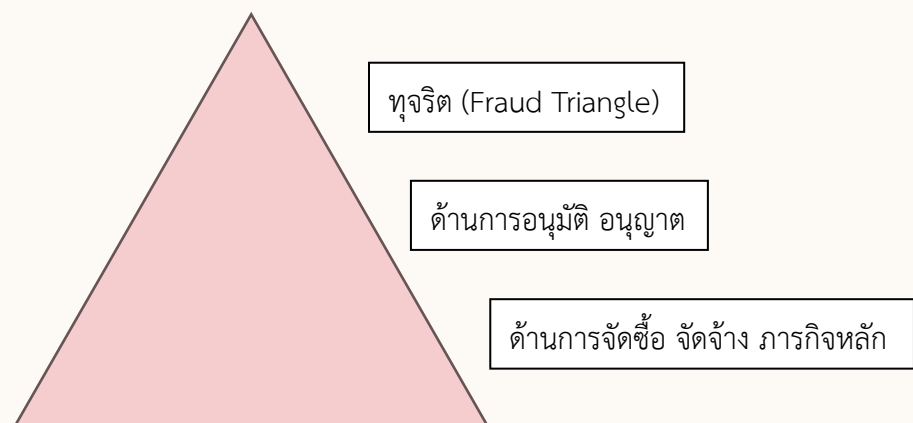 ทุจริต (Fraud Triangle)
ด้านการอนุมัติ อนุญาต
ด้านการจัดซื้อ จัดจ้าง ภารกิจหลัก